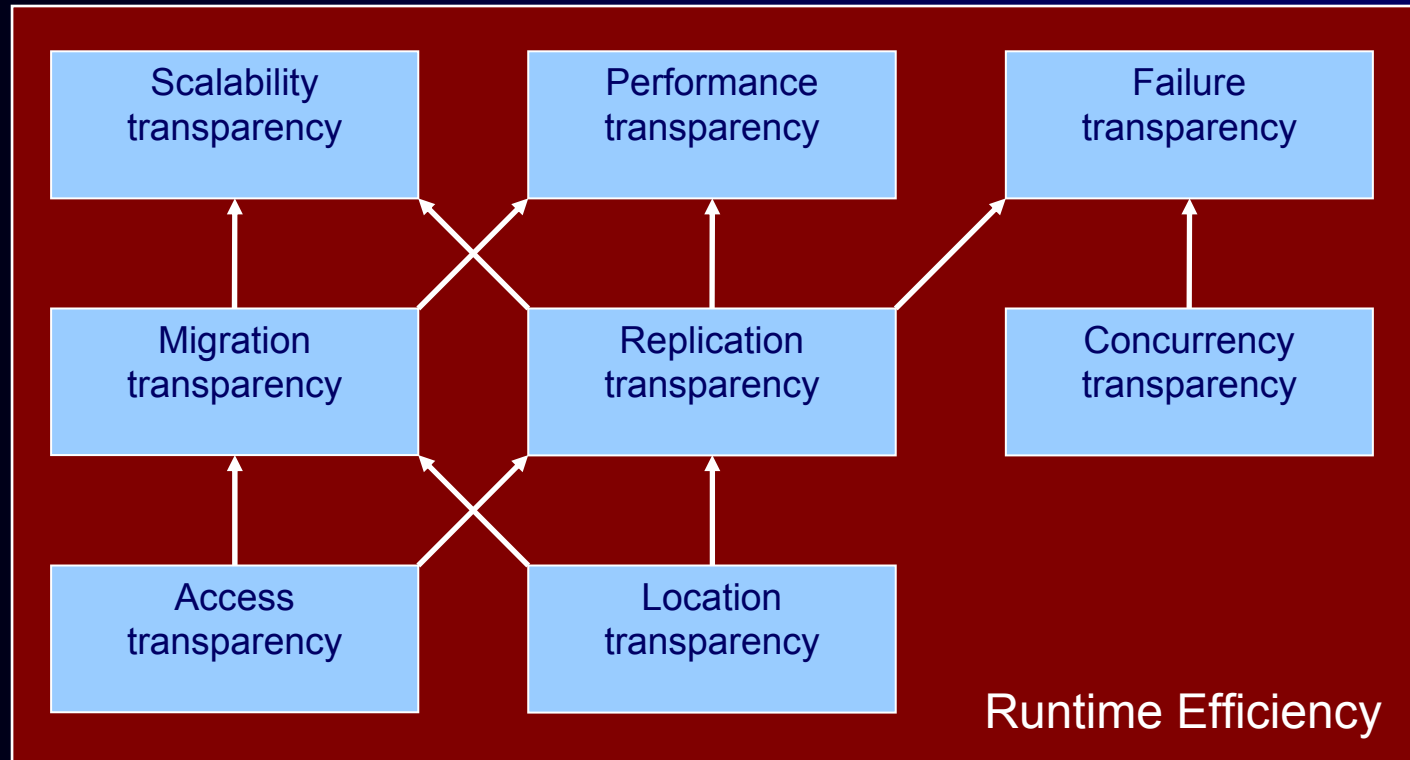 Scalability
transparency
Performance
transparency
Failure
transparency
Migration
transparency
Replication
transparency
Concurrency
transparency
Access
transparency
Location
transparency
Runtime Efficiency